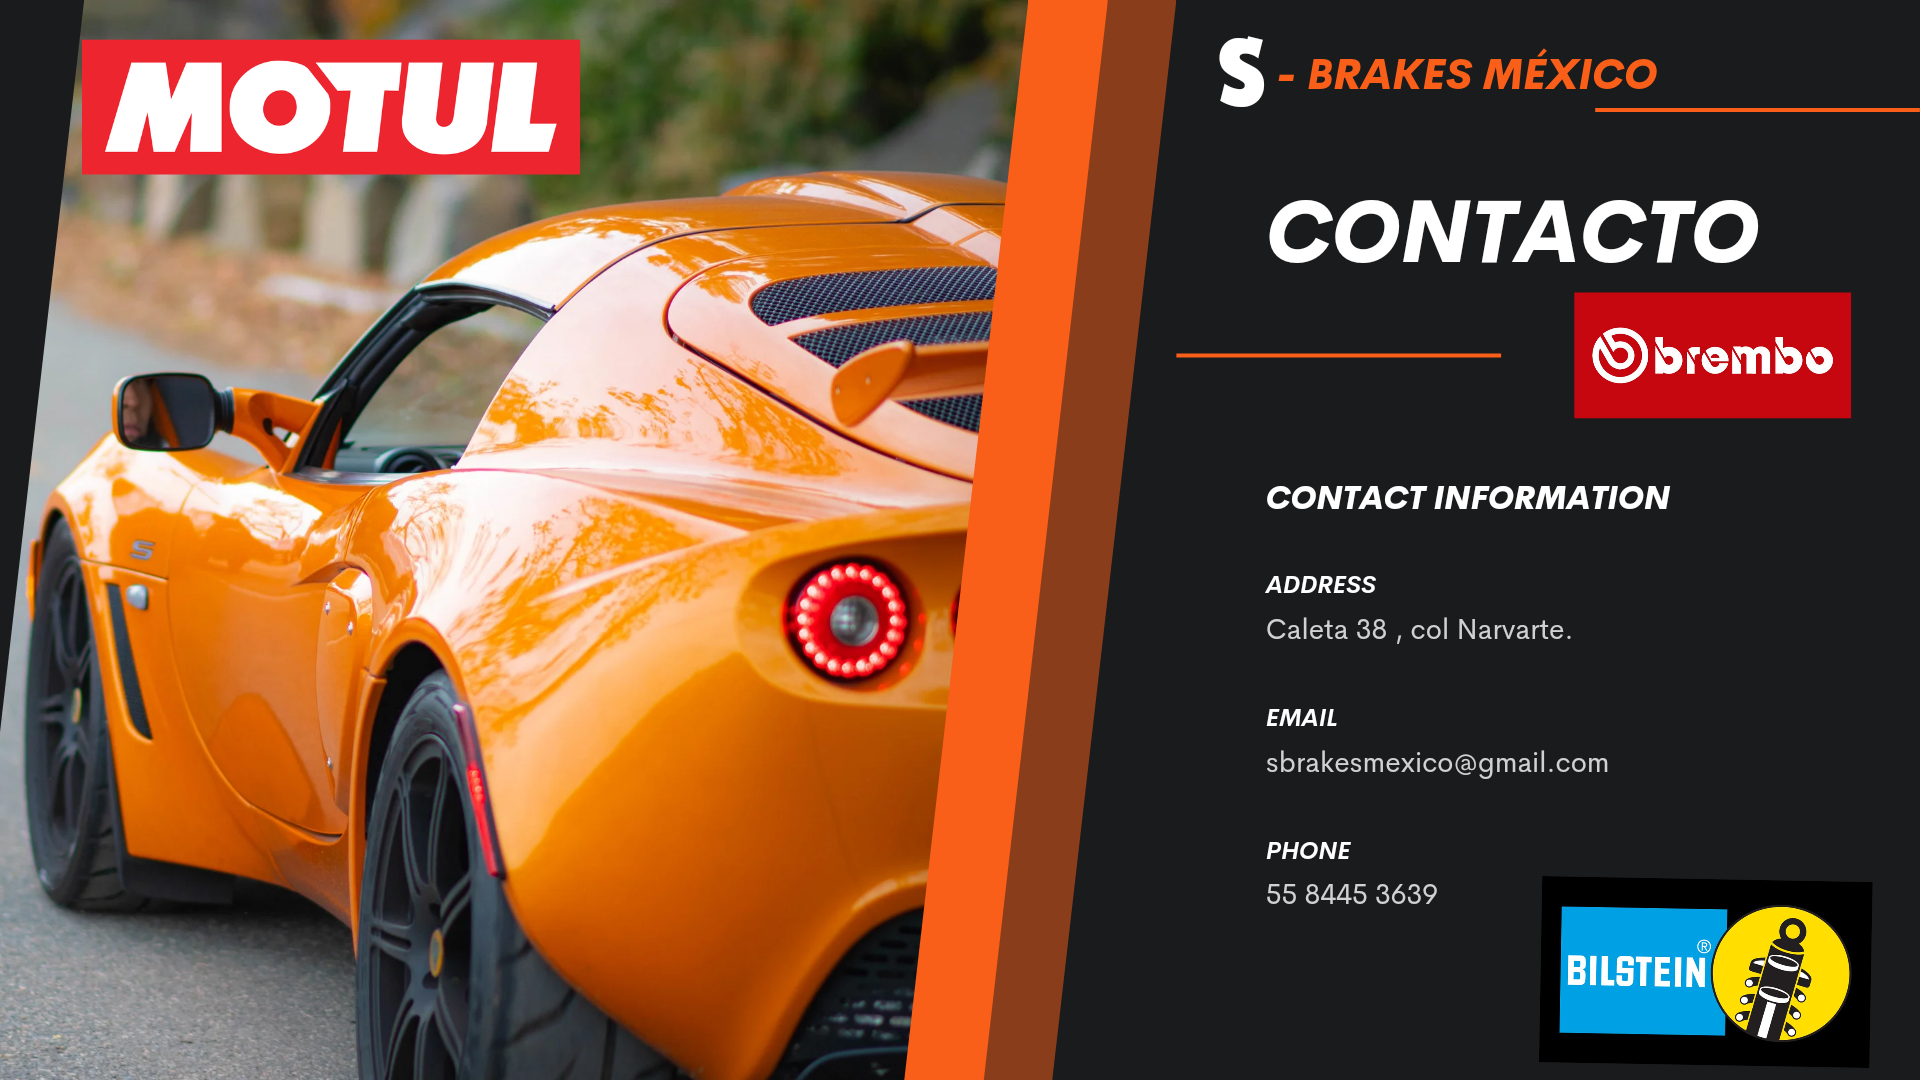 MOTUL
S - BRAKES MÉXICO
CONTACTO
brembo
CONTACT INFORMATION
ADDRESS
Caleta 38 , col Narvarte.
EMAIL
sbrakesmexico@gmail.com
PHONE
55 8445 3639
BILSTEIN®
S